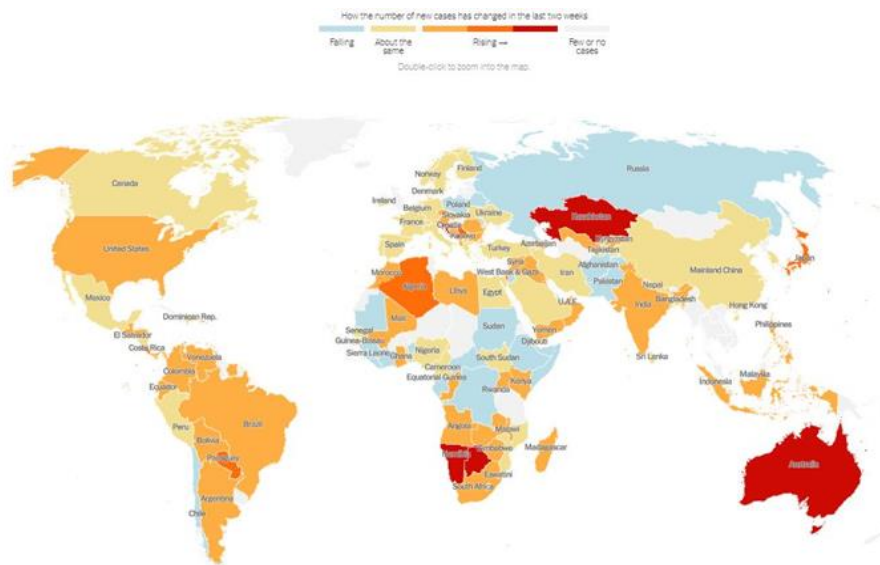 How the number of new cases has changed in the last two weeks
Falling
About the
same
Rising →
Few or no
cases
Double-click to zoom into the map.
Russia
Canada
Norway
Finland
Denmark
Ireland
Poland
Belgium
Slovakia
Ukraine
France
Kazakhstan
Croatia
United States
Spain
Turkey
Azerbaijan
Kyrgyzstan
Tajikistan
Japan
Mainland China
Morocco
Syria
Iran
Afghanistan
West Bank & Gaza
Algeria
Libya
Egypt
Pakistan
Nepal
Mexico
U.A.E.
India
Bangladesh
Hong Kong
Dominican Rep.
Mali
Senegal
Sudan
Yemen
Philippines
El Salvador
Guinea-Bissau
Djibouti
Costa Rica
Venezuela
Sierra Leone
Ghana
Nigeria
South Sudan
Sri Lanka
Colombia
Cameroon
Malaysia
Ecuador
Equatorial Guinea
Rwanda
Kenya
Indonesia
Peru
Brazil
Angola
Malawi
Bolivia
Zimbabwe
Madagascar
Paraguay
Namibia
Australia
Eswatini
South Africa
Argentina
Chile